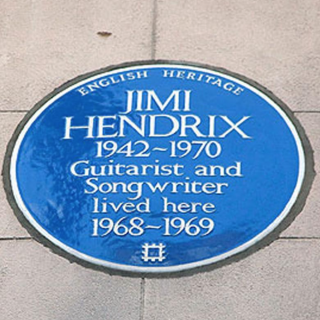 ENGLISH HERITAGE
JIMI
HENDRIX
1942~1970
Guitarist and
Songwriter
lived here
1968~1969